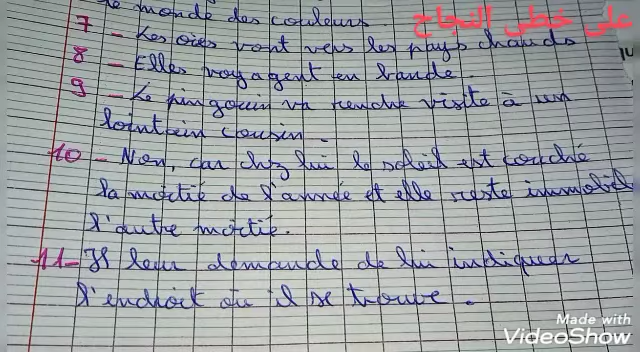 le monde des couleurs.
على خطى النجاح
7 - Les oies vont vers les pays chauds
8 - Elles voyagent en bande.
9 - Le pingouin va rendre visite à un
lointain cousin.
10 - Non, car chez lui le soleil est couché
la moitié de l'année et elle reste immobil
l'autre moitié.
11 - Il leur demande de lui indiquer
l'endroit où il se trouve.
Made with
VideoShow